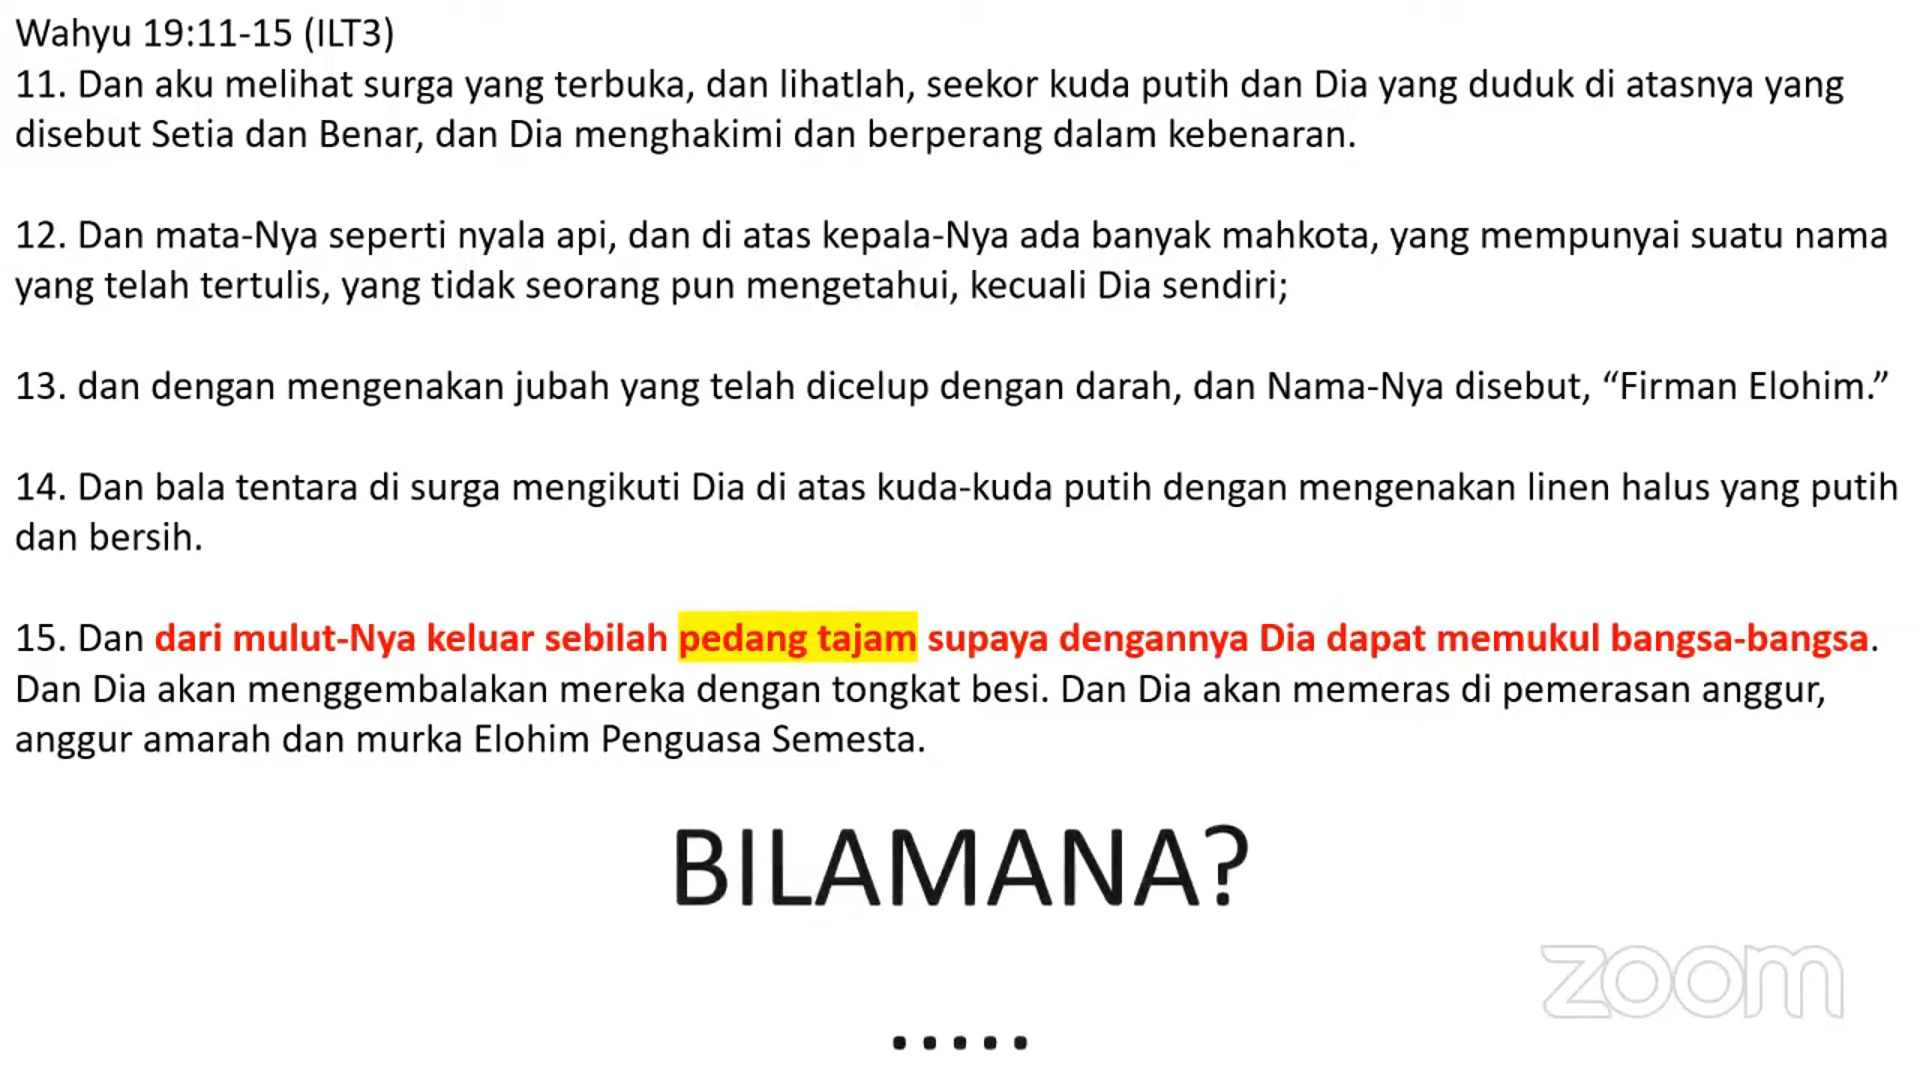 Wahyu 19:11-15 (ILT3)
11. Dan aku melihat surga yang terbuka, dan lihatlah, seekor kuda putih dan Dia yang duduk di atasnya yang
disebut Setia dan Benar, dan Dia menghakimi dan berperang dalam kebenaran.
12. Dan mata-Nya seperti nyala api, dan di atas kepala-Nya ada banyak mahkota, yang mempunyai suatu nama
yang telah tertulis, yang tidak seorang pun mengetahui, kecuali Dia sendiri;
13. dan dengan mengenakan jubah yang telah dicelup dengan darah, dan Nama-Nya disebut, “Firman Elohim.”
14. Dan bala tentara di surga mengikuti Dia di atas kuda-kuda putih dengan mengenakan linen halus yang putih
dan bersih.
15. Dan dari mulut-Nya keluar sebilah pedang tajam supaya dengannya Dia dapat memukul bangsa-bangsa.
Dan Dia akan menggembalakan mereka dengan tongkat besi. Dan Dia akan memeras di pemerasan anggur,
anggur amarah dan murka Elohim Penguasa Semesta.
BILAMANA?
zoom
.....